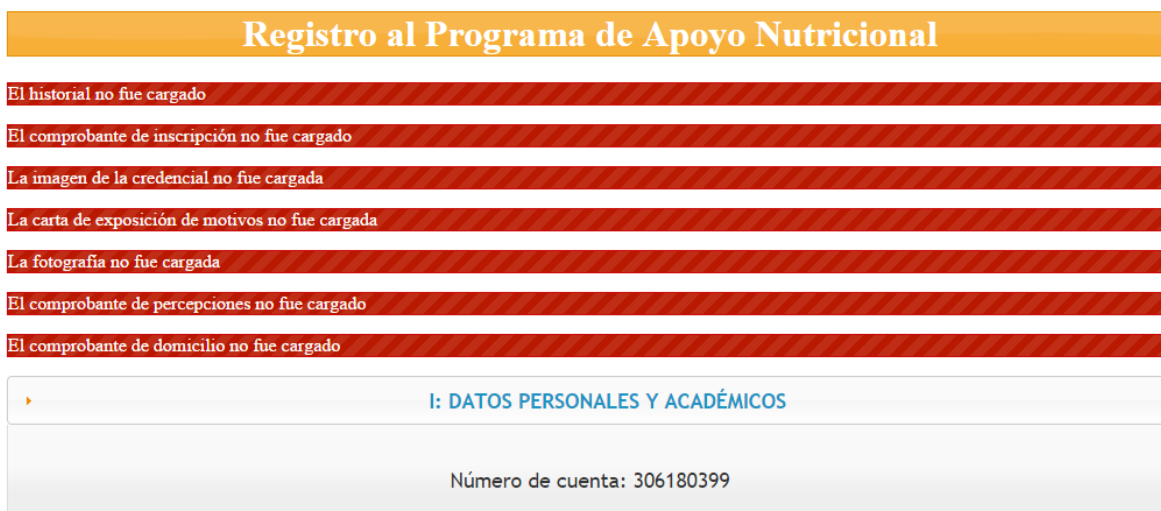 Registro al Programa de Apoyo Nutricional
El historial no fue cargado
El comprobante de inscripción no fue cargado
La imagen de la credencial no fue cargada
La carta de exposición de motivos no fue cargada
La fotografía no fue cargada
El comprobante de percepciones no fue cargado
El comprobante de domicilio no fue cargado
I: DATOS PERSONALES Y ACADÉMICOS
Número de cuenta: 306180399